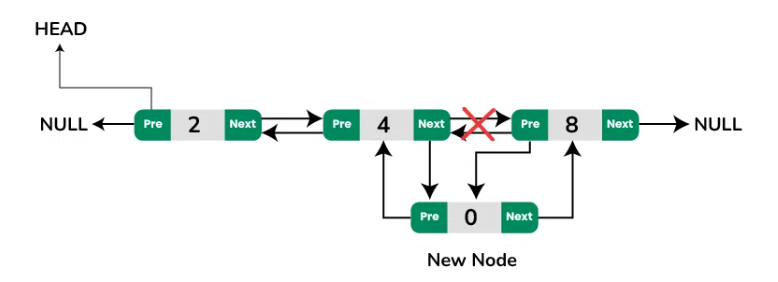 HEAD
NULL Pre 2 Next Pre 4 Next Pre 8 Next NULL
Pre 0 Next
New Node